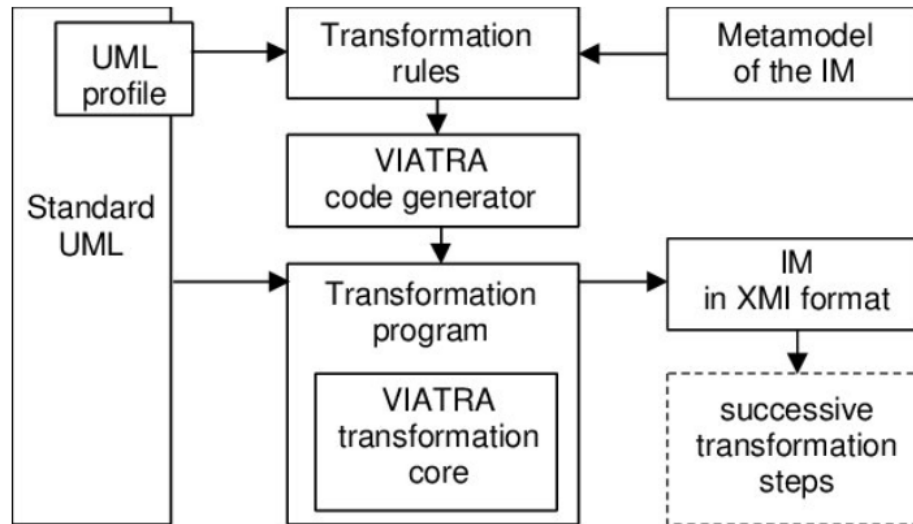 UML
profile
Transformation
rules
Metamodel
of the IM
VIATRA
code generator
Standard
UML
Transformation
program
IM
in XMI format
VIATRA
transformation
core
successive
transformation
steps